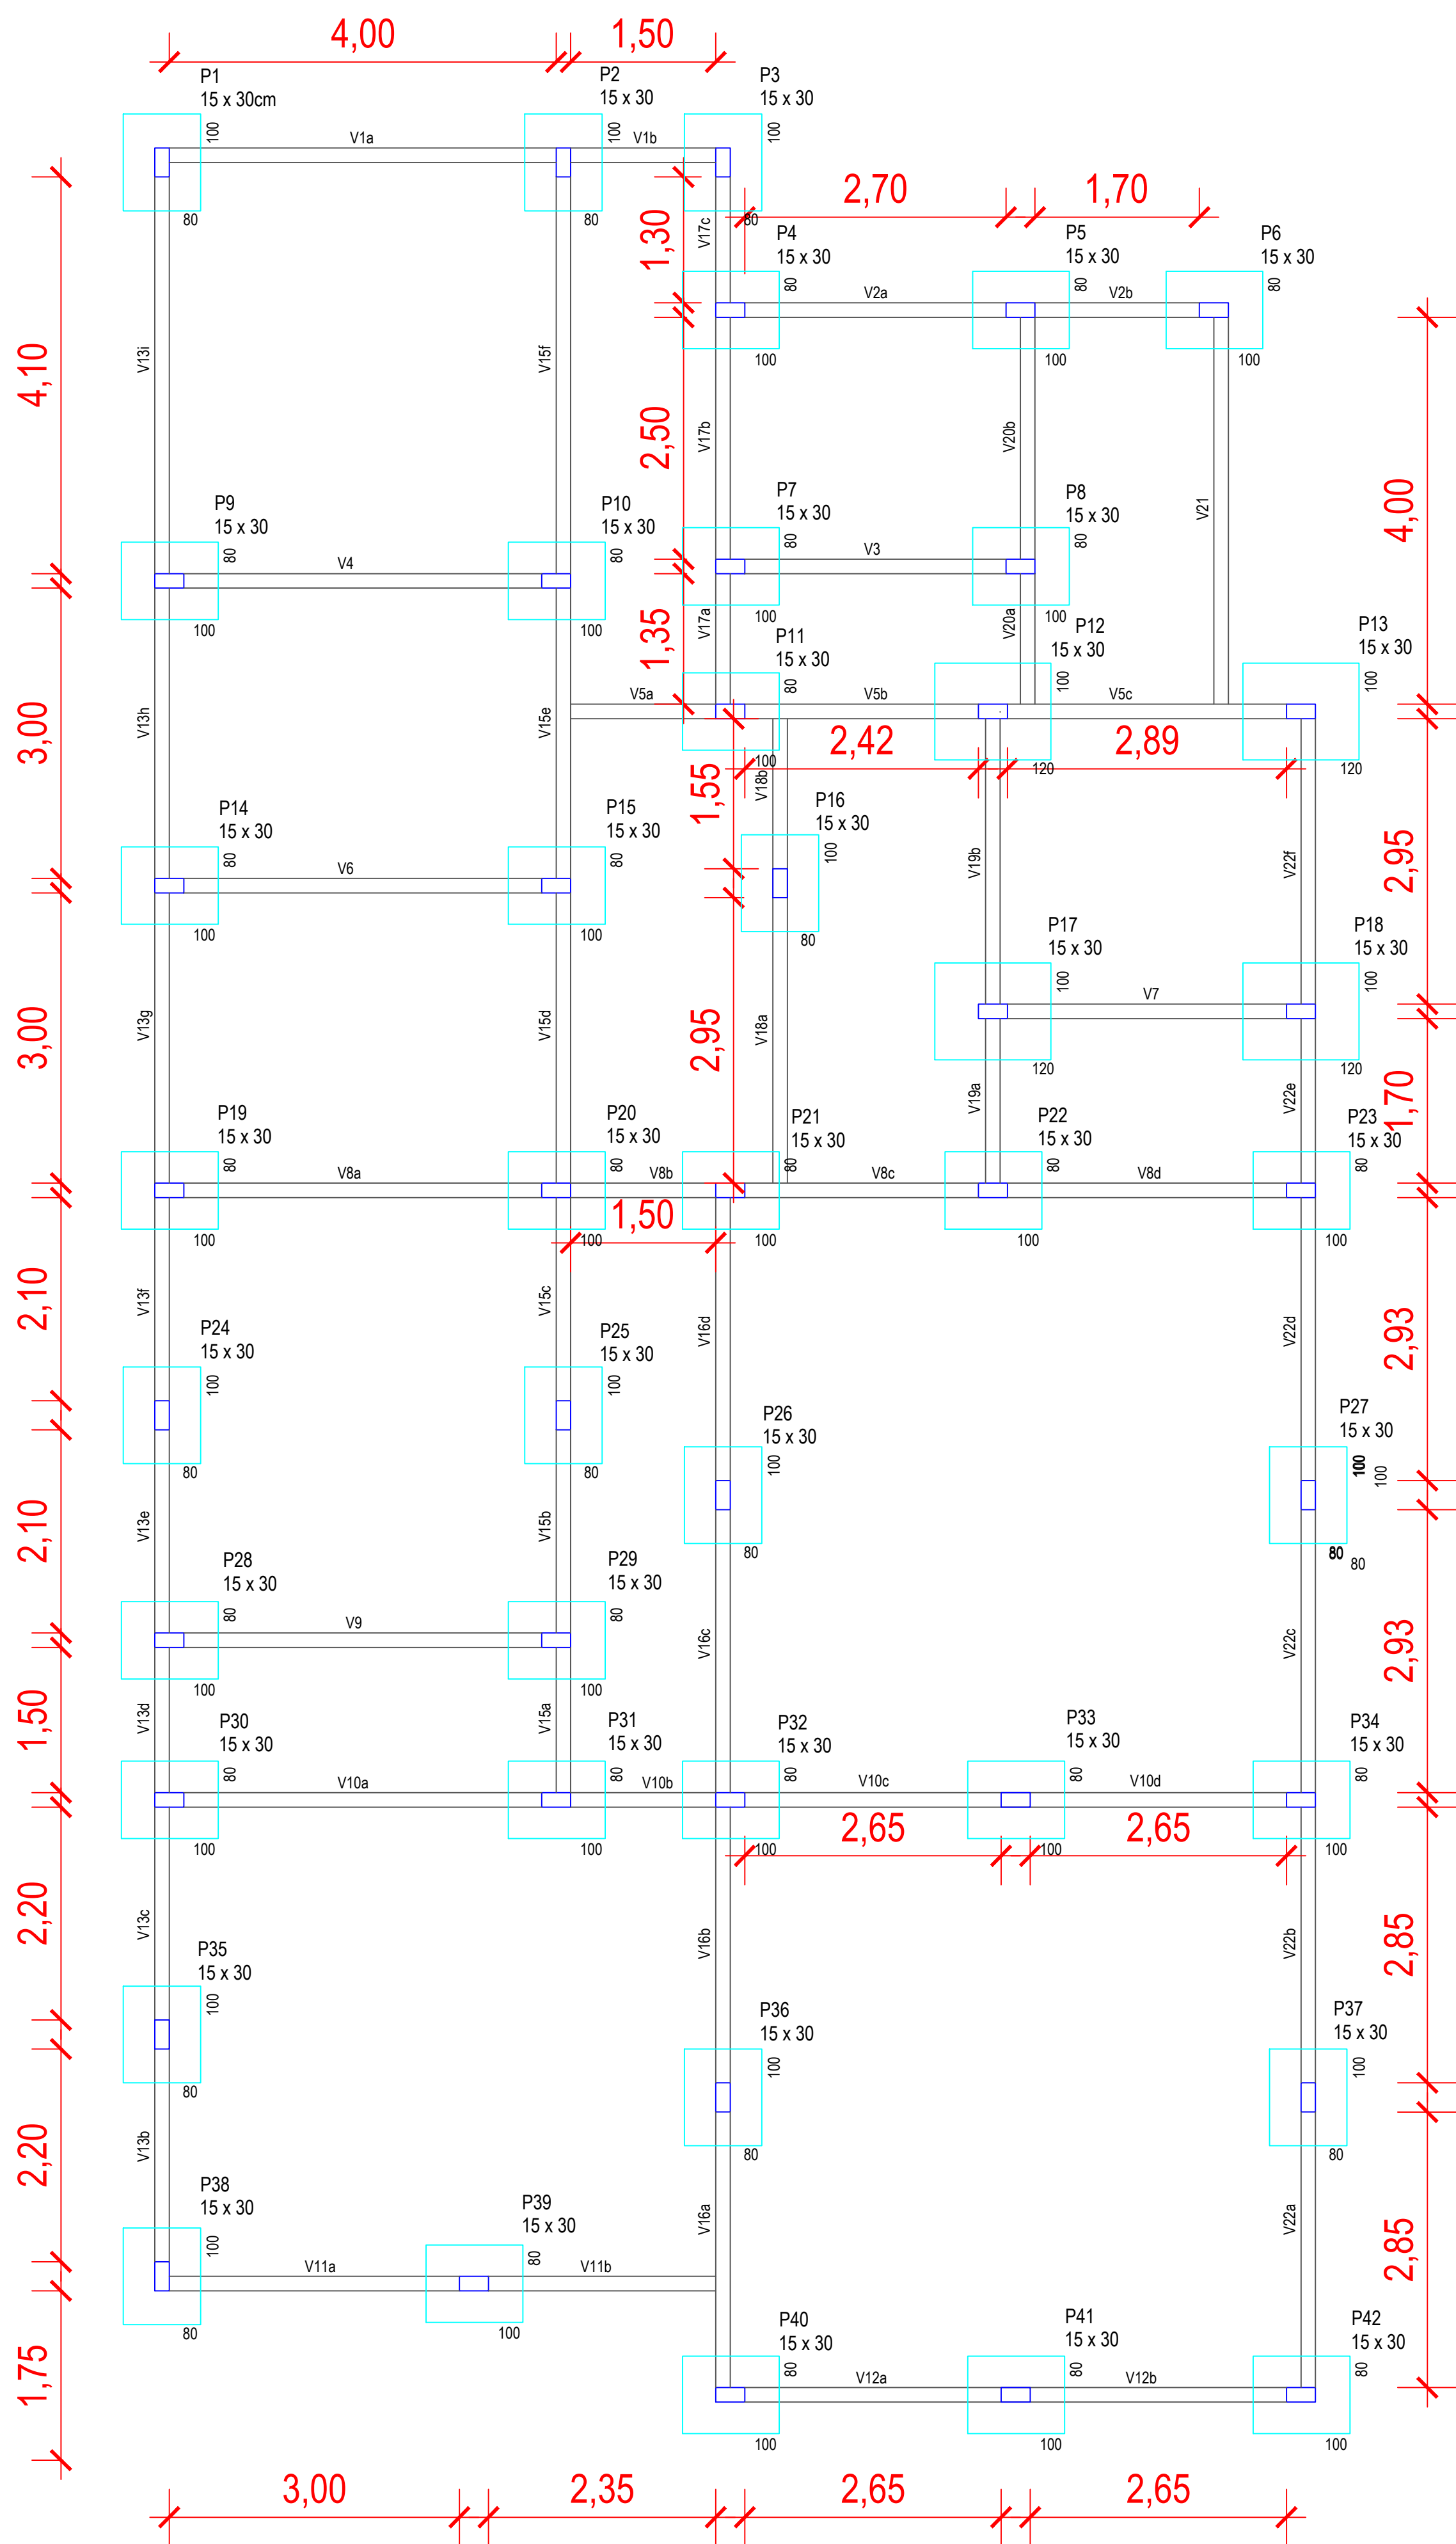 4,00
1,50
P1
15 x 30cm
100
P2
15 x 30
100
P3
15 x 30
100
V1a
V1b
80
80
80
2,70
1,70
1,30
V17c
P4
15 x 30
80
P5
15 x 30
80
P6
15 x 30
80
V2a
V2b
100
100
100
4,10
V13i
V15f
2,50
V17b
V20b
V21
4,00
P9
15 x 30
80
P10
15 x 30
80
P7
15 x 30
80
P8
15 x 30
80
V4
V3
100
100
100
100
1,35
V17a
V20a
P11
15 x 30
80
P12
15 x 30
100
P13
15 x 30
100
V5a
V5b
V5c
3,00
V13h
V15e
2,42
2,89
100
120
120
1,55
V18b
P14
15 x 30
80
P15
15 x 30
80
P16
15 x 30
100
V19b
V22f
2,95
V6
100
100
80
P17
15 x 30
100
P18
15 x 30
100
V7
3,00
V13g
V15d
2,95
V18a
120
120
V19a
V22e
1,70
P19
15 x 30
80
P20
15 x 30
80
P21
15 x 30
80
P22
15 x 30
80
P23
15 x 30
80
V8a
V8b
V8c
V8d
1,50
100
100
100
100
100
2,10
V13f
V15c
V16d
V22d
2,93
P24
15 x 30
100
P25
15 x 30
100
P26
15 x 30
100
P27
15 x 30
100
100
80
80
80
80
80
2,10
V13e
V15b
P28
15 x 30
80
P29
15 x 30
80
V9
V16c
V22c
2,93
100
100
1,50
V13d
V15a
P30
15 x 30
80
P31
15 x 30
80
P32
15 x 30
80
P33
15 x 30
80
P34
15 x 30
80
V10a
V10b
V10c
V10d
2,65
2,65
100
100
100
100
100
2,20
V13c
V16b
V22b
2,85
P35
15 x 30
100
80
P36
15 x 30
100
P37
15 x 30
100
80
80
2,20
V13b
P38
15 x 30
100
P39
15 x 30
80
V16a
V22a
2,85
V11a
V11b
80
100
1,75
P40
15 x 30
80
P41
15 x 30
80
P42
15 x 30
80
V12a
V12b
100
100
100
3,00
2,35
2,65
2,65